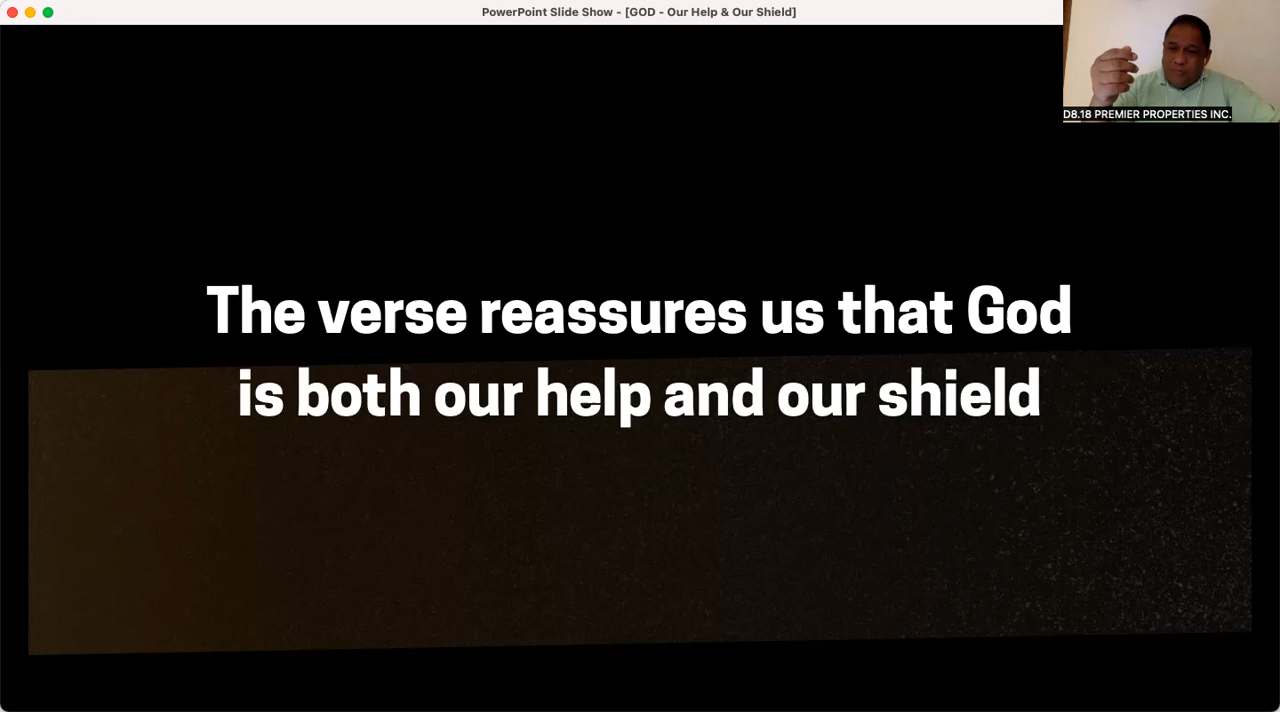 PowerPoint Slide Show - [GOD - Our Help & Our Shield]
D8.18 PREMIER PROPERTIES INC.
The verse reassures us that God
is both our help and our shield